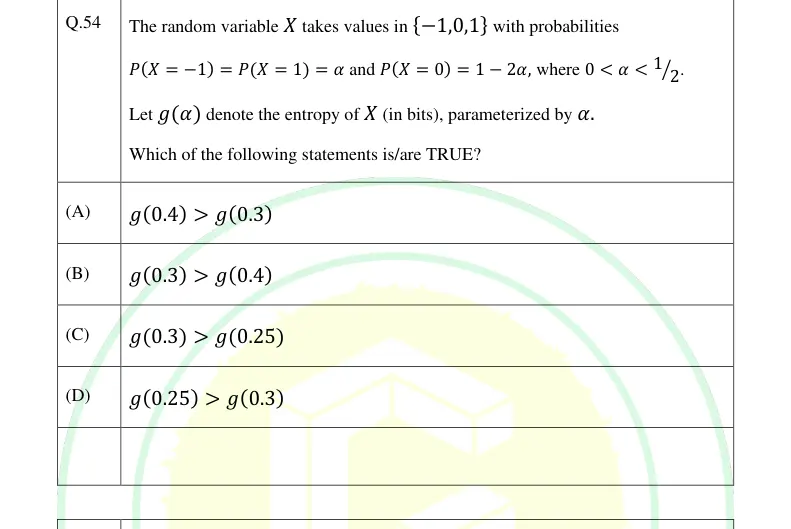 Q.54 The random variable 𝑋 takes values in {−1,0,1} with probabilities
𝑃(𝑋 = −1) = 𝑃(𝑋 = 1) = 𝛼 and 𝑃(𝑋 = 0) = 1 − 2𝛼, where 0 < 𝛼 < 1/2.
Let 𝑔(𝛼) denote the entropy of 𝑋 (in bits), parameterized by 𝛼.
Which of the following statements is/are TRUE?
(A) 𝑔(0.4) > 𝑔(0.3)
(B) 𝑔(0.3) > 𝑔(0.4)
(C) 𝑔(0.3) > 𝑔(0.25)
(D) 𝑔(0.25) > 𝑔(0.3)